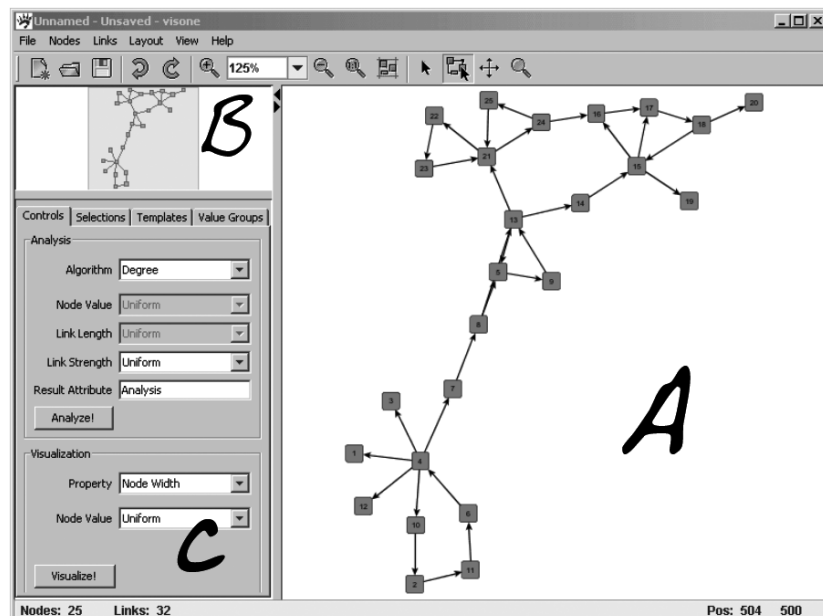 Unnamed - Unsaved - visone
File Nodes Links Layout View Help
125%
B
Controls Selections Templates Value Groups
Analysis
Algorithm Degree
Node Value Uniform
Link Length Uniform
Link Strength Uniform
Result Attribute Analysis
Analyze!
Visualization
Property Node Width
Node Value Uniform
C
Visualize!
25
20
22
24
16
17
18
21
23
15
14
19
13
5
9
8
7
3
4
1
12
10
6
2
11
A
Nodes: 25 Links: 32 Pos: 504 500